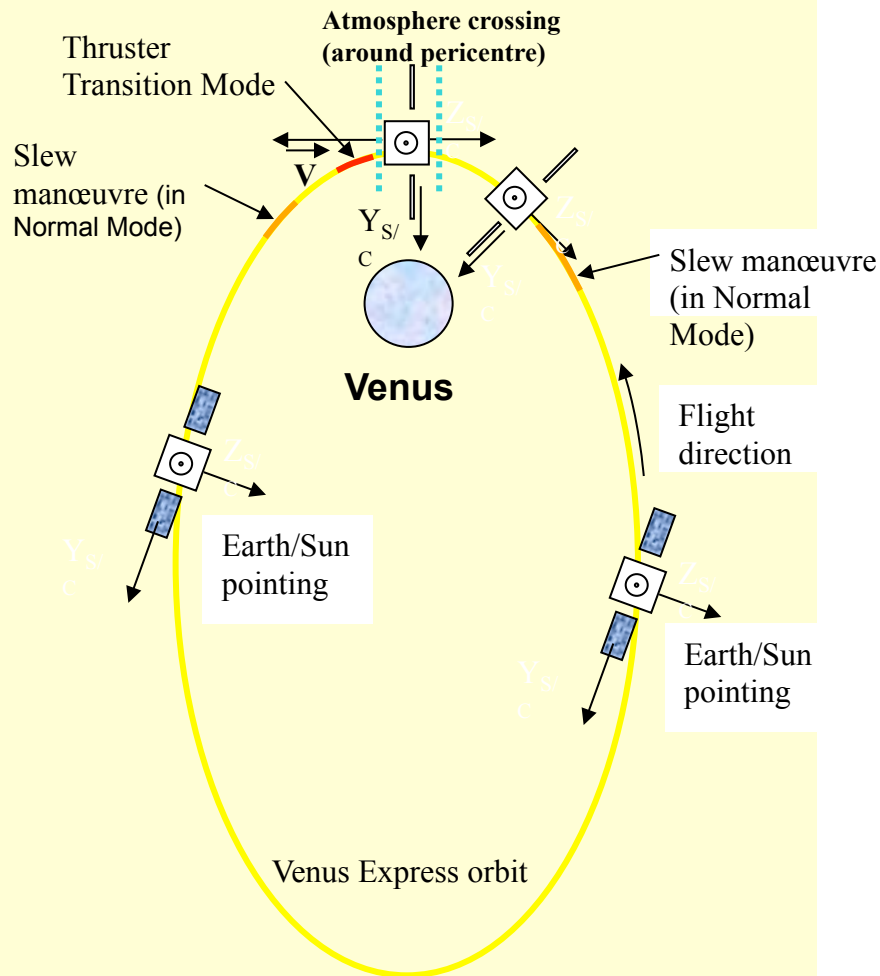 Atmosphere crossing
(around pericentre)
Thruster
Transition Mode
Z S/
C
Slew
manœuvre (in
Normal Mode)
V
Y S/
C
Z S/
C
Y S/
C
Slew manœuvre
(in Normal
Mode)
Venus
Flight
direction
Z S/
C
Earth/Sun
pointing
Y S/
C
Z S/
C
Earth/Sun
pointing
Y S/
C
Venus Express orbit